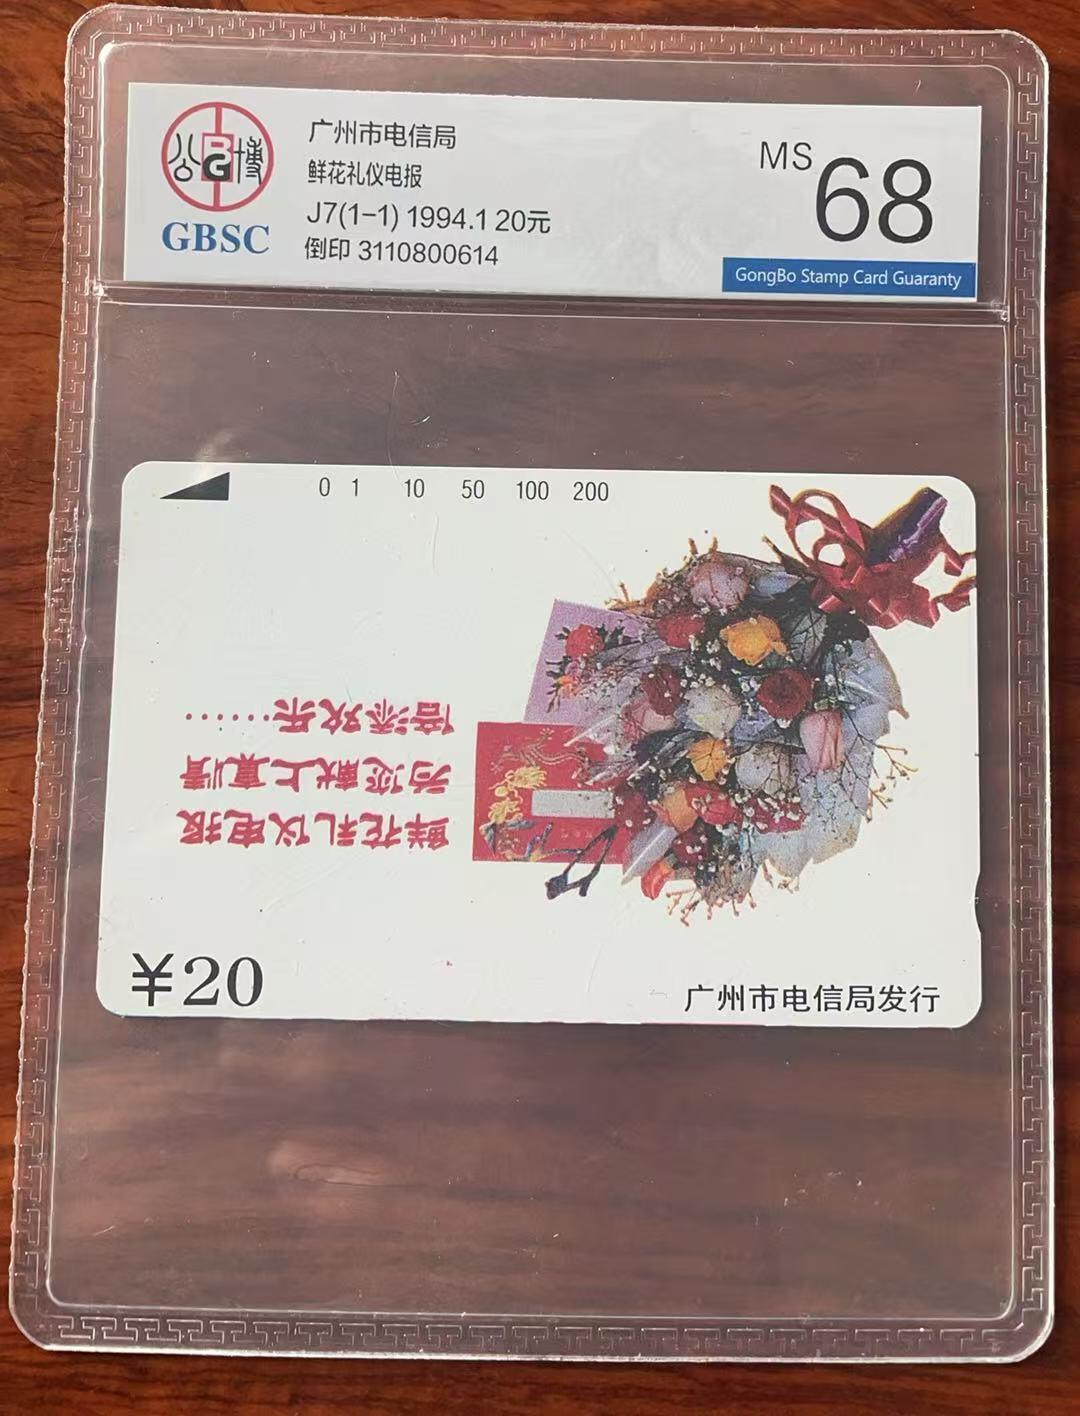 公博
BG
GBSC
广州市电信局
鲜花礼仪电报
J7(1-1) 1994.1 20元
倒印 3110800614
MS 68
GongBo Stamp Card Guaranty
0 1 10 50 100 200
鲜花礼仪电报
为您献上真情
倍添欢乐……
¥20
广州市电信局发行